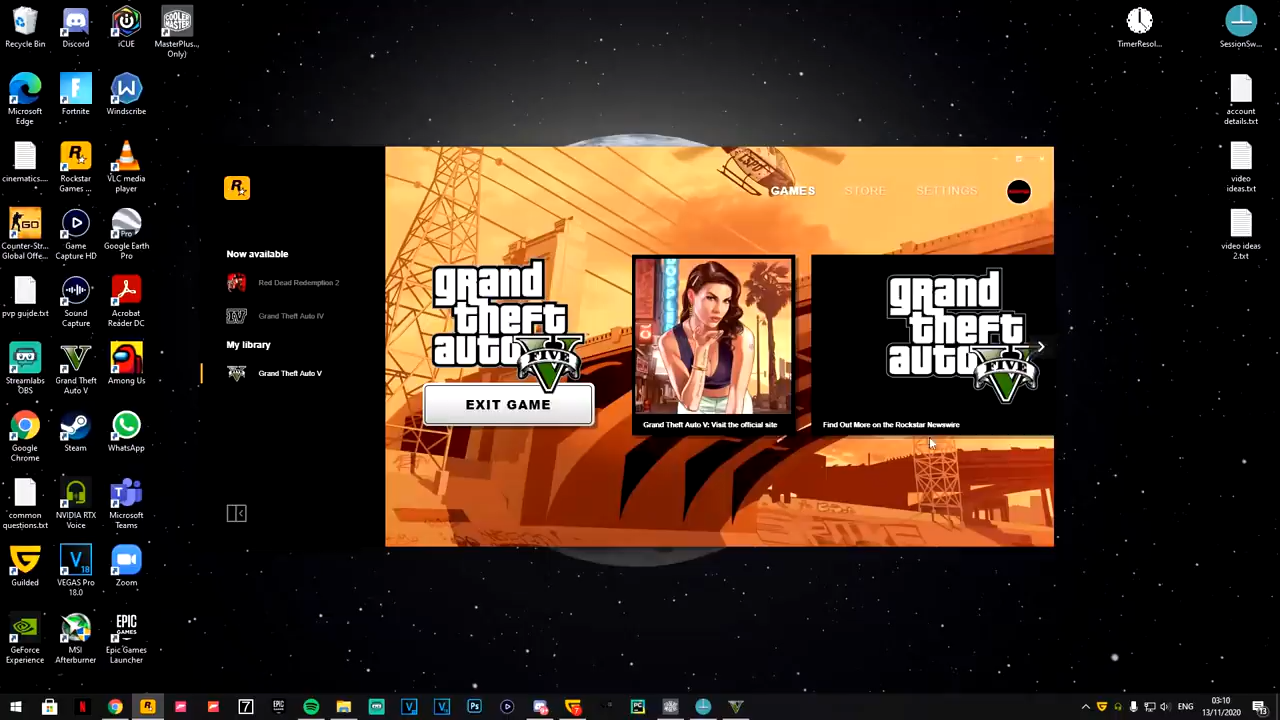 Recycle Bin
Discord
iCUE
MasterPlus...
Only)
COOLER
MASTER
Microsoft
Edge
Fortnite
Windscribe
cinematics....
Rockstar
Games ...
VLC media
player
Counter-Str...
Global Offe...
Game
Capture HD
Google Earth
Pro
pvp guide.txt
Sound
Capture
Acrobat
Reader DC
Streamlabs
OBS
Grand Theft
Auto V
Among Us
Google
Chrome
Steam
WhatsApp
common
questions.txt
NVIDIA RTX
Voice
Microsoft
Teams
Guilded
VEGAS Pro
18.0
Zoom
GeForce
Experience
MSI
Afterburner
Epic Games
Launcher
EPIC
GAMES
TimerResol...
SessionSw...
account
details.txt
video
ideas.txt
video ideas
2.txt
GAMES
STORE
SETTINGS
Now available
Red Dead Redemption 2
Grand Theft Auto IV
My library
Grand Theft Auto V
grand
theft
auto
FIVE
EXIT GAME
Grand Theft Auto V: Visit the official site
grand
theft
auto
FIVE
Find Out More on the Rockstar Newswire
ENG
03:10
13/11/2020